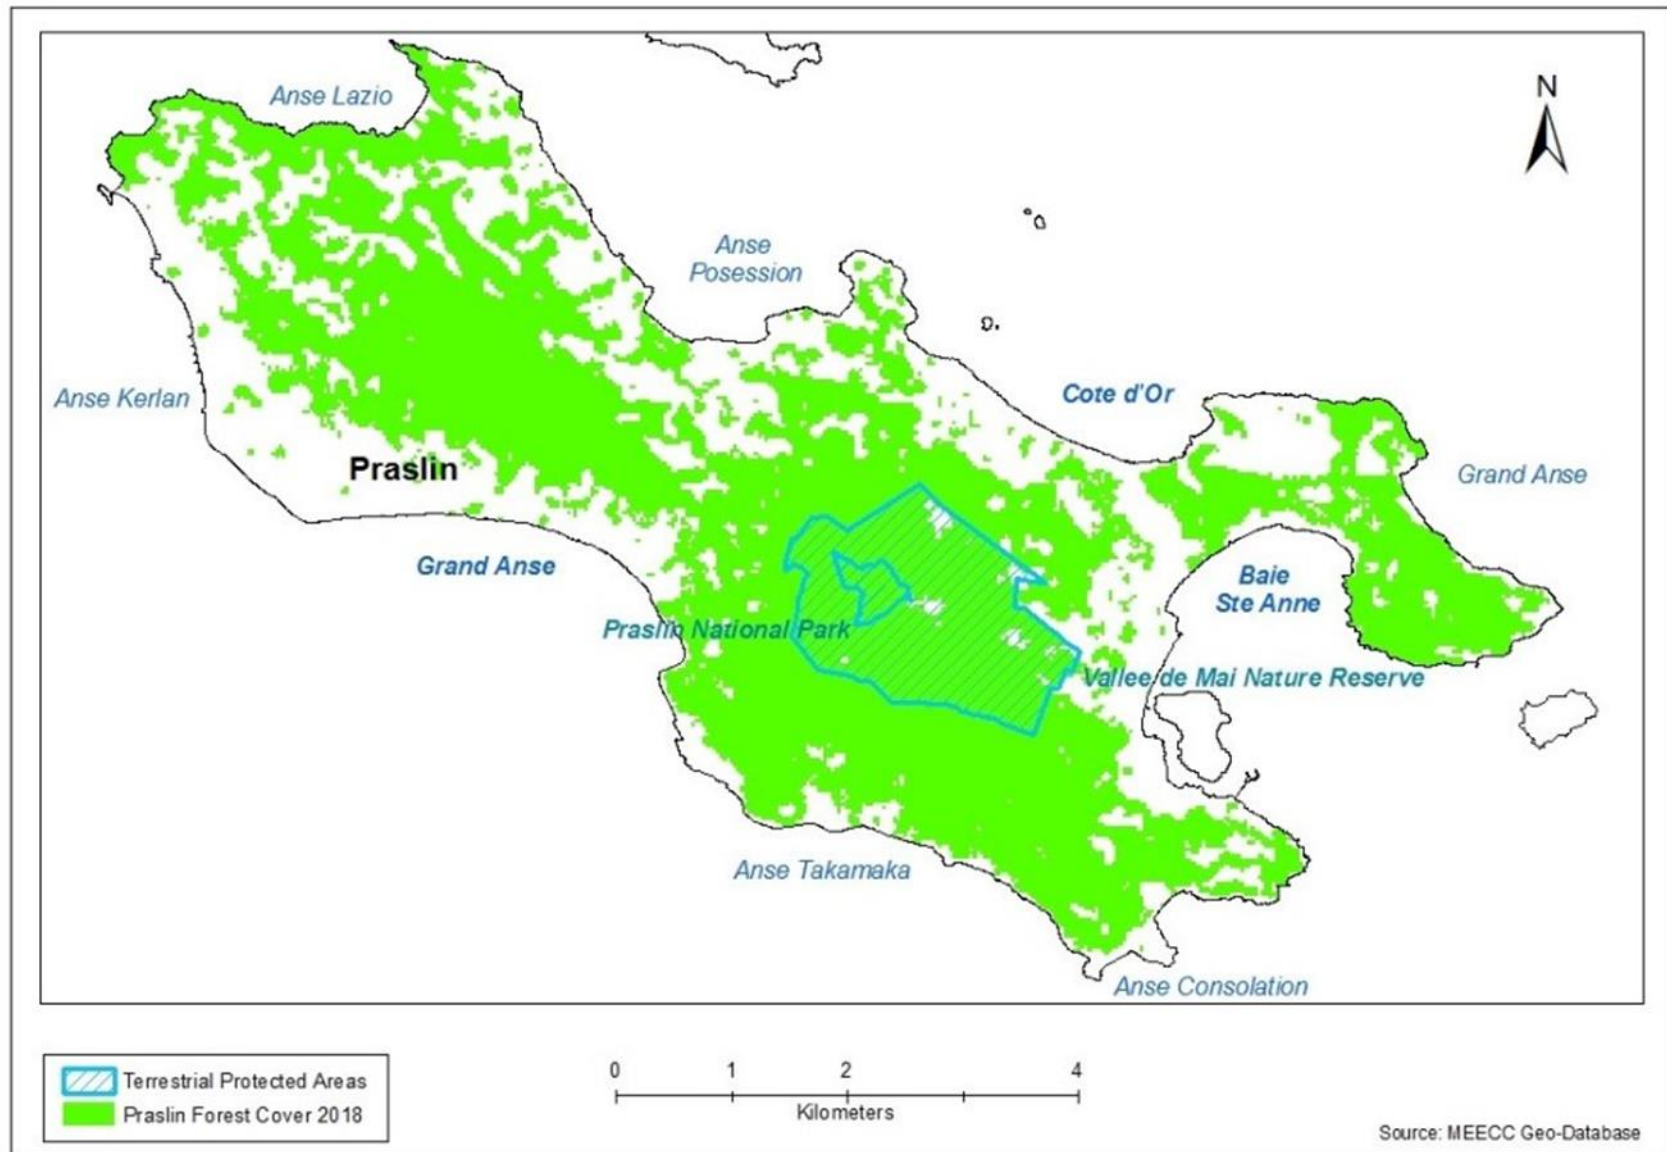 N
Anse Lazio
Anse
Posession
Anse Kerlan
Cote d'Or
Praslin
Grand Anse
Grand Anse
Baie
Ste Anne
Praslin National Park
Vallee de Mai Nature Reserve
Anse Takamaka
Anse Consolation
Terrestrial Protected Areas
Praslin Forest Cover 2018
0 1 2 4
Kilometers
Source: MEECC Geo-Database